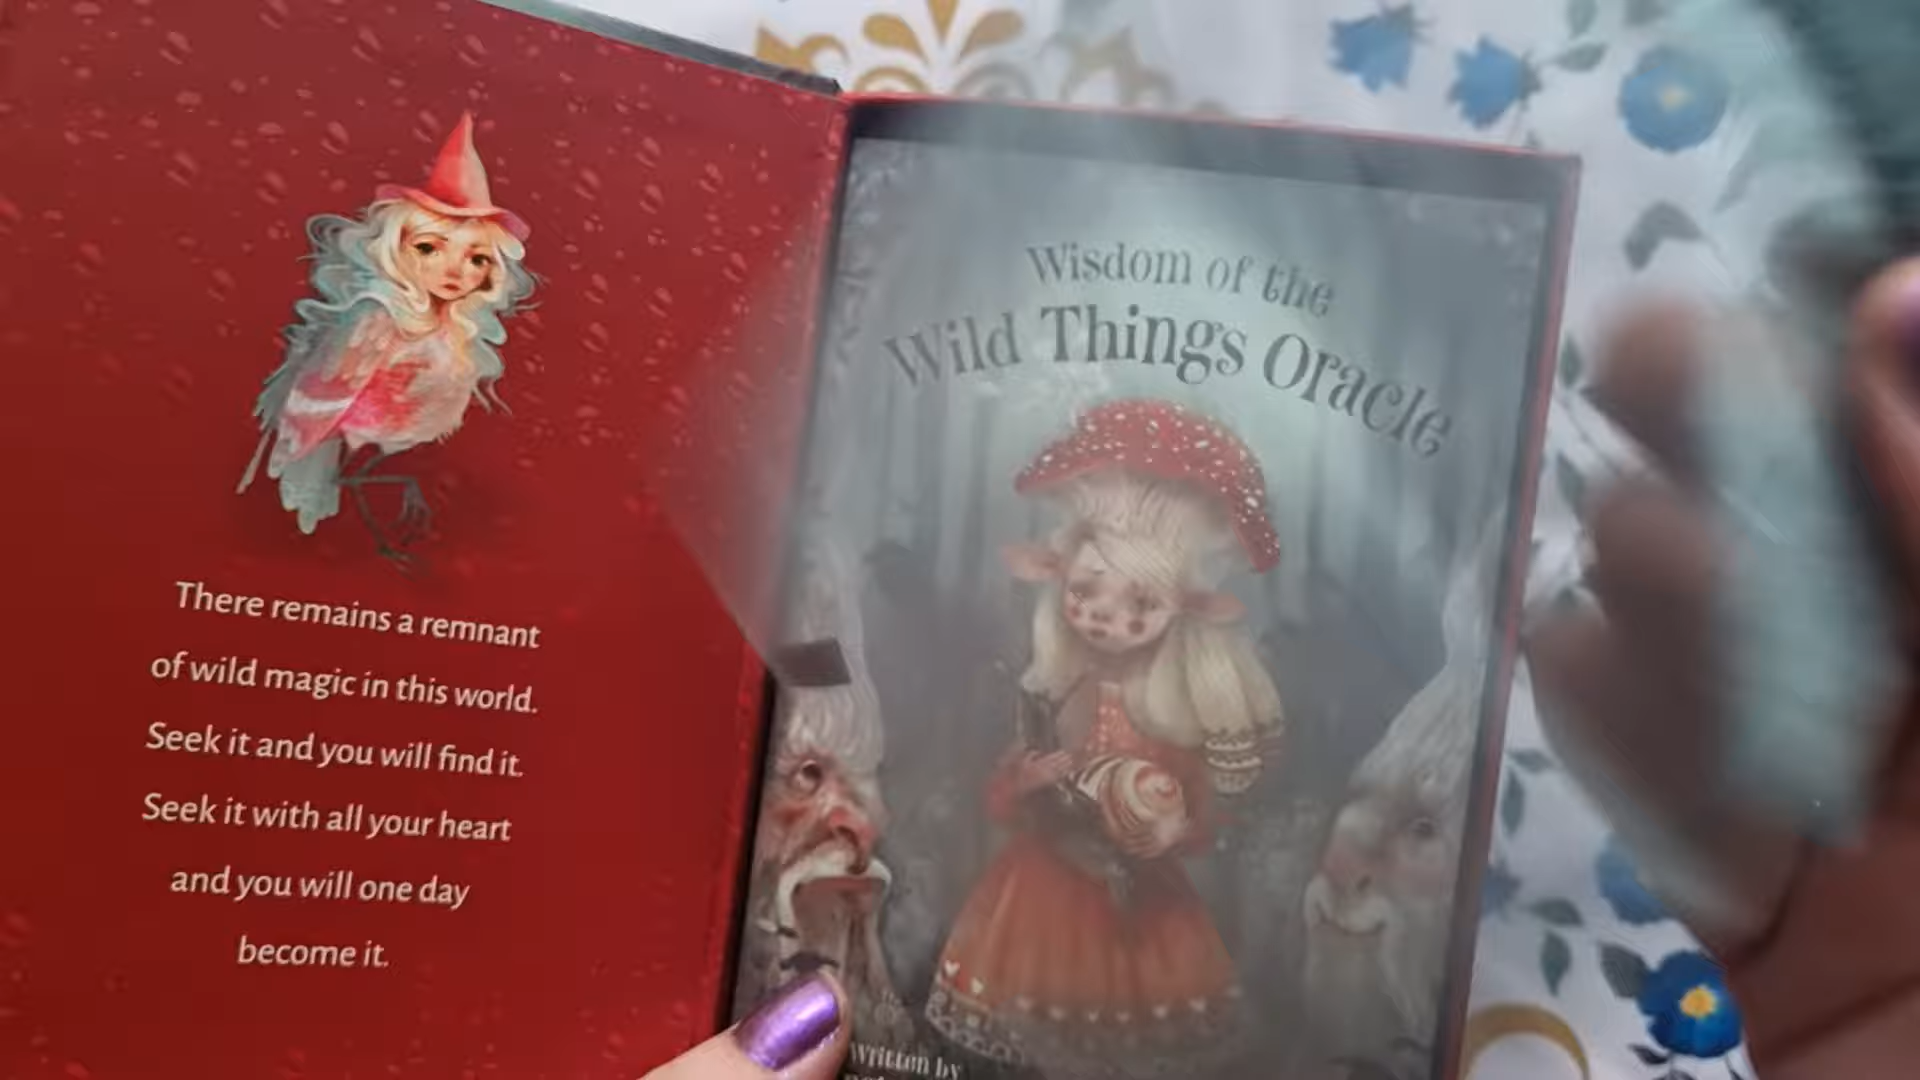 There remains a remnant
of wild magic in this world.
Seek it and you will find it.
Seek it with all your heart
and you will one day
become it.
Wisdom of the
Wild Things Oracle
Written by